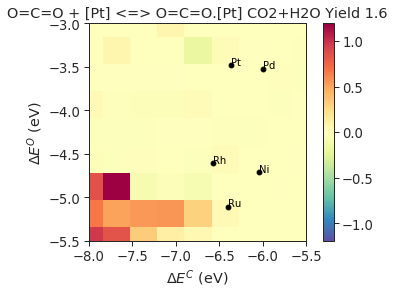 O=C=O + [Pt] <=> O=C=O.[Pt] CO2+H2O Yield 1.6
−3.0
−3.5
−4.0
−4.5
−5.0
−5.5
ΔE^O (eV)
Pt
Pd
Rh
Ni
Ru
−8.0 −7.5 −7.0 −6.5 −6.0 −5.5
ΔE^C (eV)
1.0
0.5
0.0
−0.5
−1.0